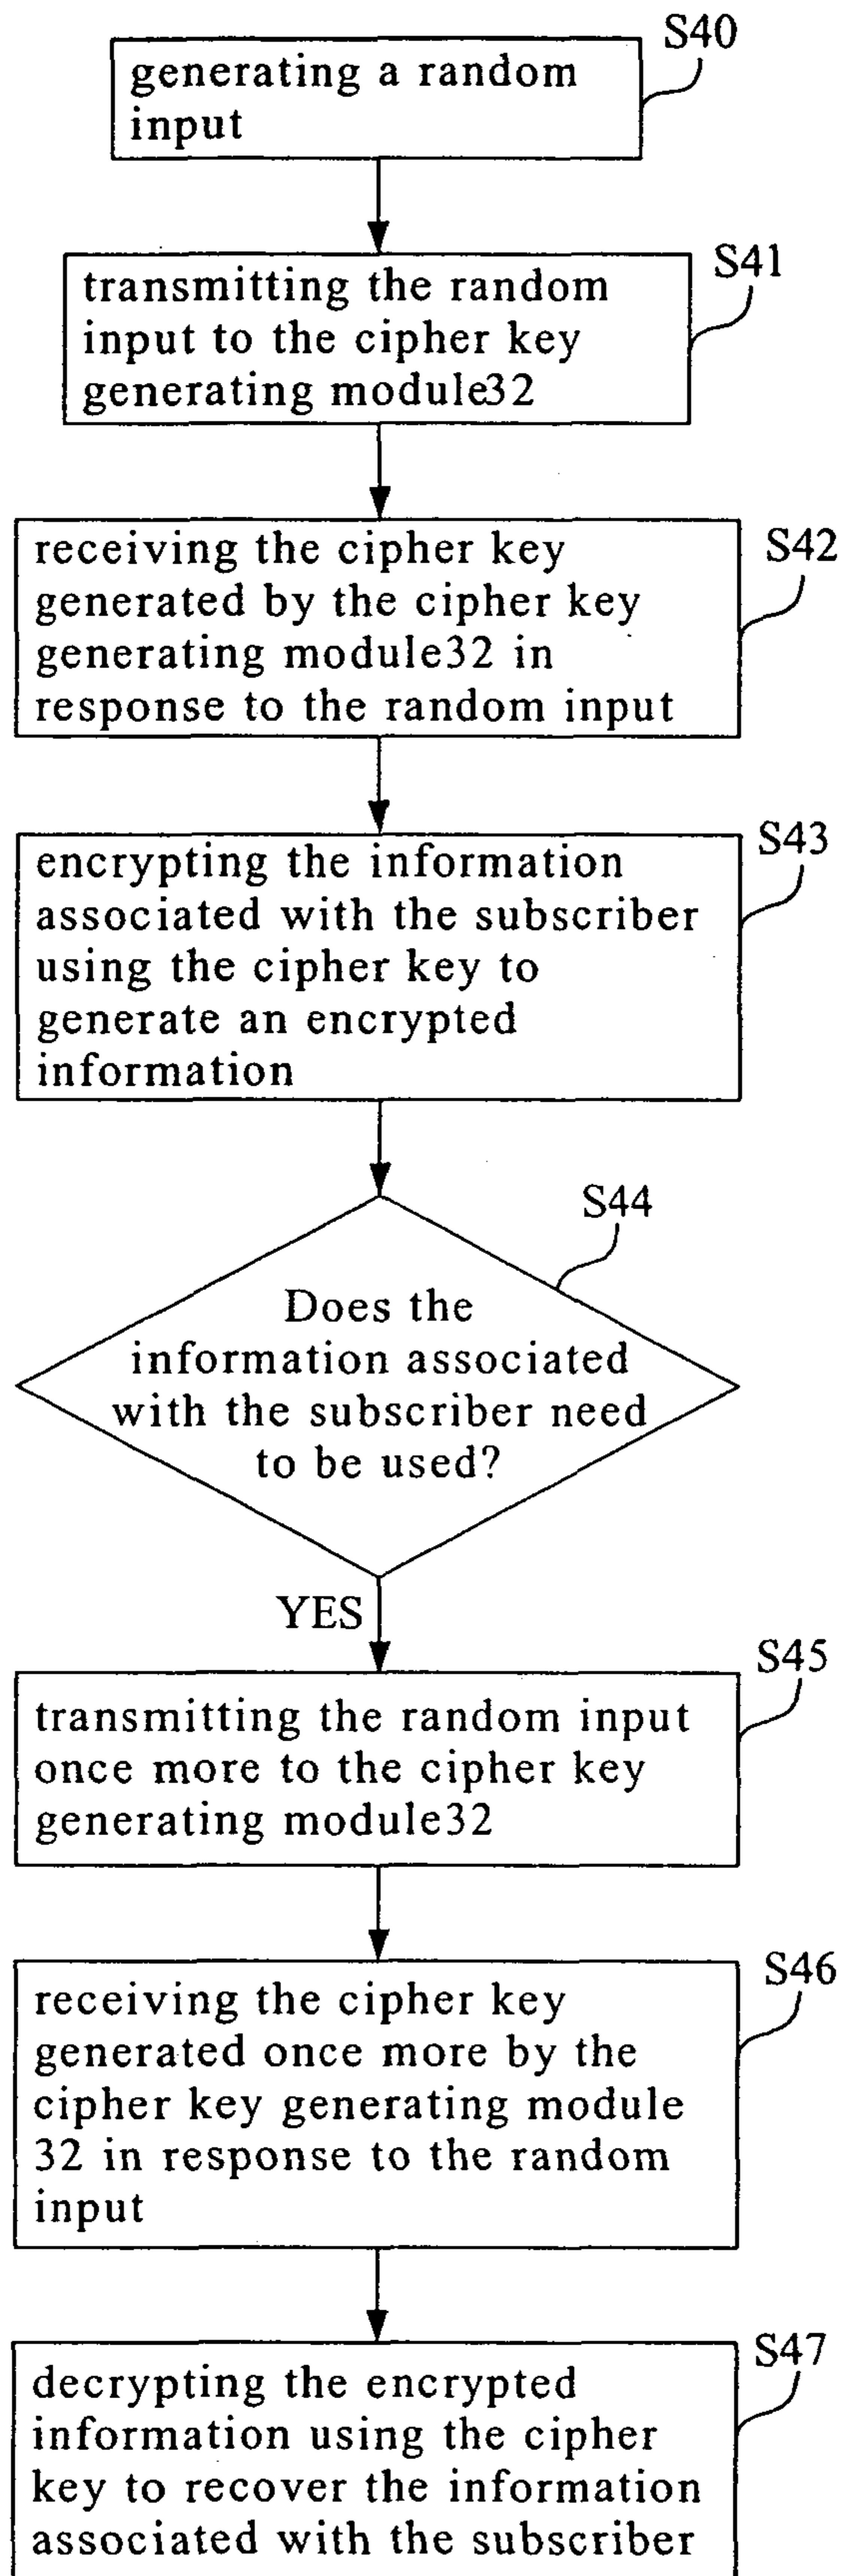 S40
generating a random
input
S41
transmitting the random
input to the cipher key
generating module32
S42
receiving the cipher key
generated by the cipher key
generating module32 in
response to the random input
S43
encrypting the information
associated with the subscriber
using the cipher key to
generate an encrypted
information
S44
Does the
information associated
with the subscriber need
to be used?
YES
S45
transmitting the random input
once more to the cipher key
generating module32
S46
receiving the cipher key
generated once more by the
cipher key generating module
32 in response to the random
input
S47
decrypting the encrypted
information using the cipher
key to recover the information
associated with the subscriber